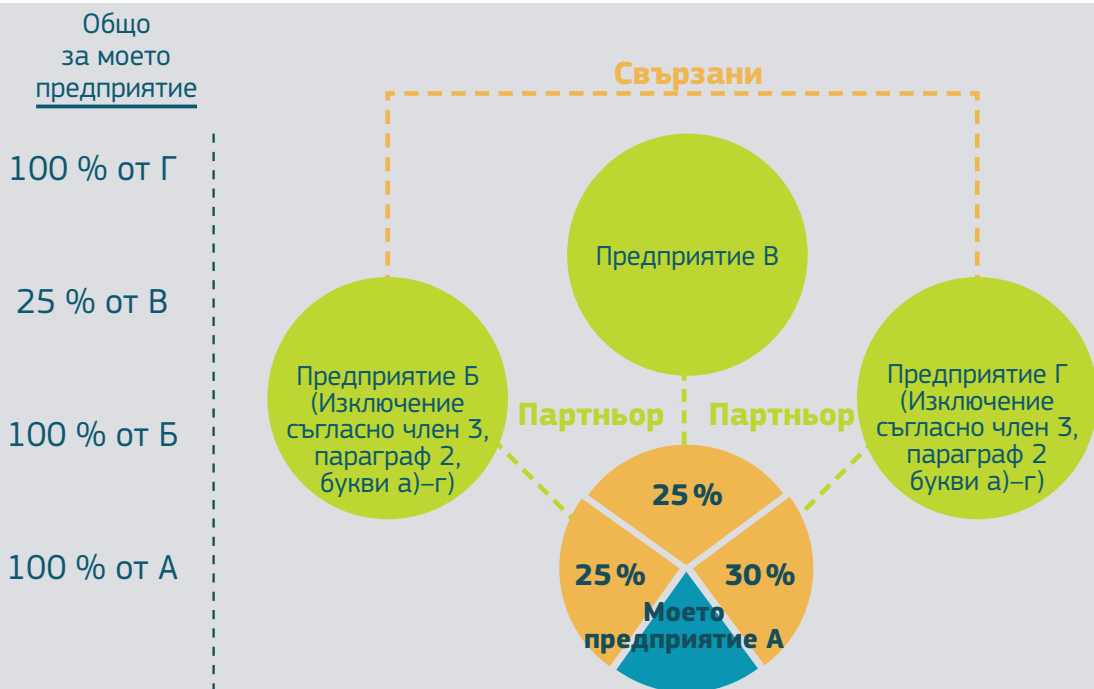 Общо
за моето
предприятие
100 % от Г
25 % от В
100 % от Б
100 % от А
Свързани
Предприятие В
Предприятие Б
(Изключение
съгласно член 3,
параграф 2,
букви а)–г)
Партньор
Партньор
Предприятие Г
(Изключение
съгласно член 3,
параграф 2
букви а)–г)
25 %
25 %
30 %
Моето
предприятие А